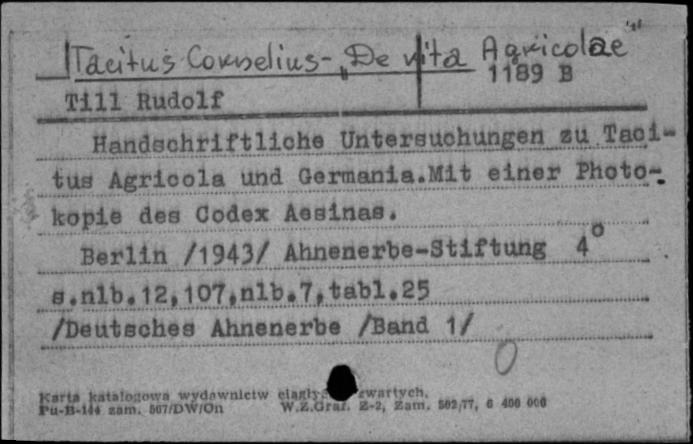 Tacitus Cornelius - „De vita Agricolae"
1189 B
Till Rudolf
Handschriftliche Untersuchungen zu Taci-
tus Agricola und Germania.Mit einer Photo-
kopie des Codex Aesinas.
Berlin /1943/ Ahnenerbe-Stiftung 4°
s.nlb.12,107,nlb.7,tabl.25
/Deutsches Ahnenerbe /Band 1/
0
Karta katalogowa wydawnictw
Pu-B-144 zam. 567/DW/On W.Z.Graf. Z-2, Zam. 502/77, 6 400 000